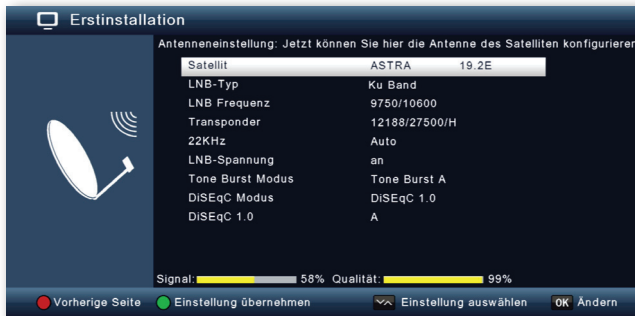 Erstinstallation
Antenneneinstellung: Jetzt können Sie hier die Antenne des Satelliten konfigurieren
Satellit ASTRA 19.2E
LNB-Typ Ku Band
LNB Frequenz 9750/10600
Transponder 12188/27500/H
22KHz Auto
LNB-Spannung an
Tone Burst Modus Tone Burst A
DiSEqC Modus DiSEqC 1.0
DiSEqC 1.0 A
Signal: 58% Qualität: 99%
Vorherige Seite Einstellung übernehmen Einstellung auswählen OK Ändern